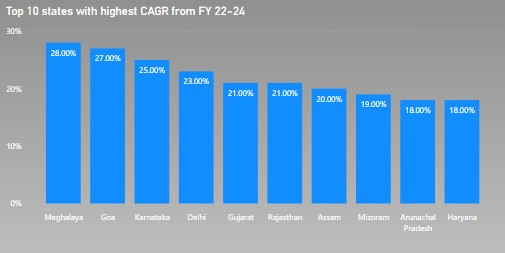 Top 10 states with highest CAGR from FY 22-24
30%
20%
10%
0%
28.00%
27.00%
25.00%
23.00%
21.00%
21.00%
20.00%
19.00%
18.00%
18.00%
Meghalaya
Goa
Karnataka
Delhi
Gujarat
Rajasthan
Assam
Mizoram
Arunachal
Pradesh
Haryana